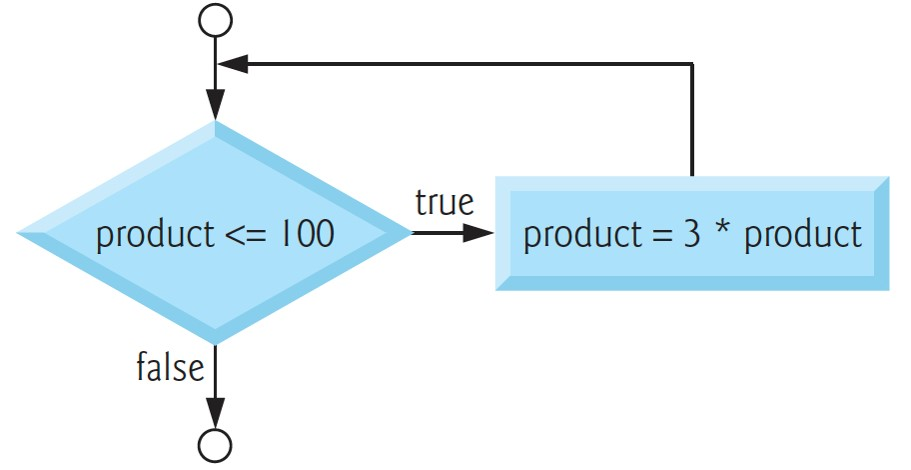 product <= 100
true
product = 3 * product
false